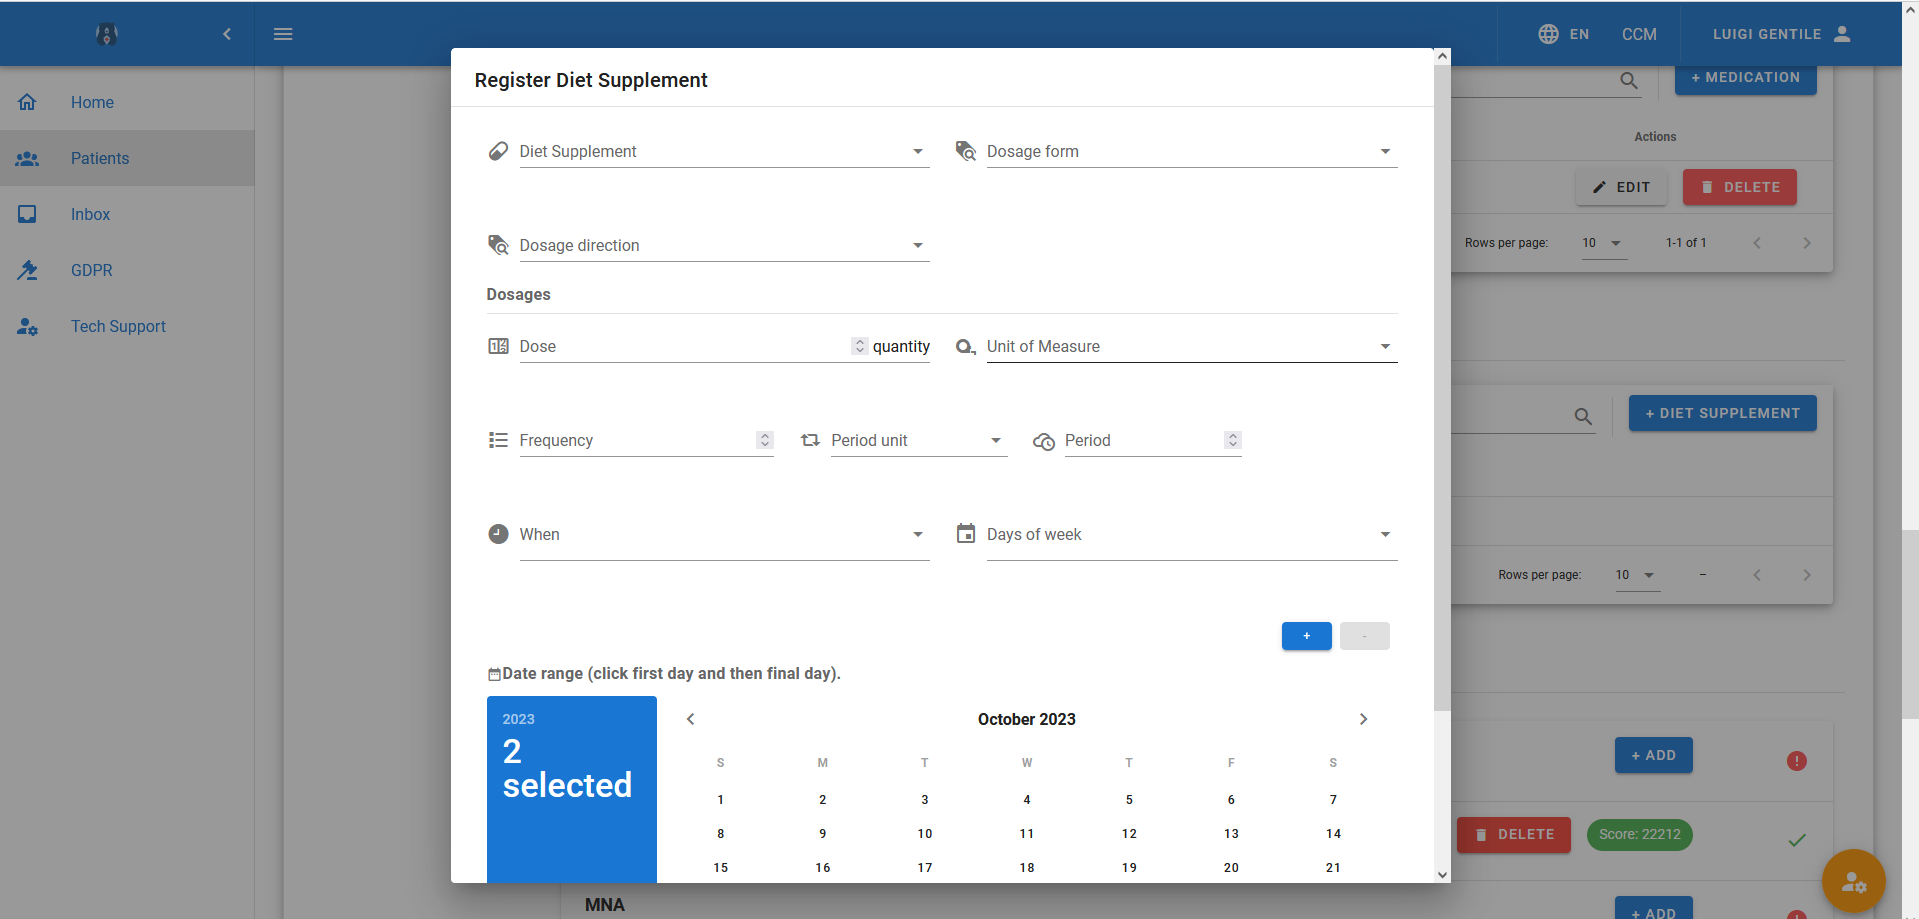 EN
CCM
LUIGI GENTILE
Home
Patients
Inbox
GDPR
Tech Support
Register Diet Supplement
Diet Supplement
Dosage form
Dosage direction
Dosages
Dose
quantity
Unit of Measure
Frequency
Period unit
Period
When
Days of week
+
-
Date range (click first day and then final day).
2023
2
selected
October 2023
S M T W T F S
1 2 3 4 5 6 7
8 9 10 11 12 13 14
15 16 17 18 19 20 21
+ MEDICATION
Actions
EDIT
DELETE
Rows per page: 10 1-1 of 1
+ DIET SUPPLEMENT
Rows per page: 10 –
+ ADD
DELETE
Score: 22212
MNA
+ ADD